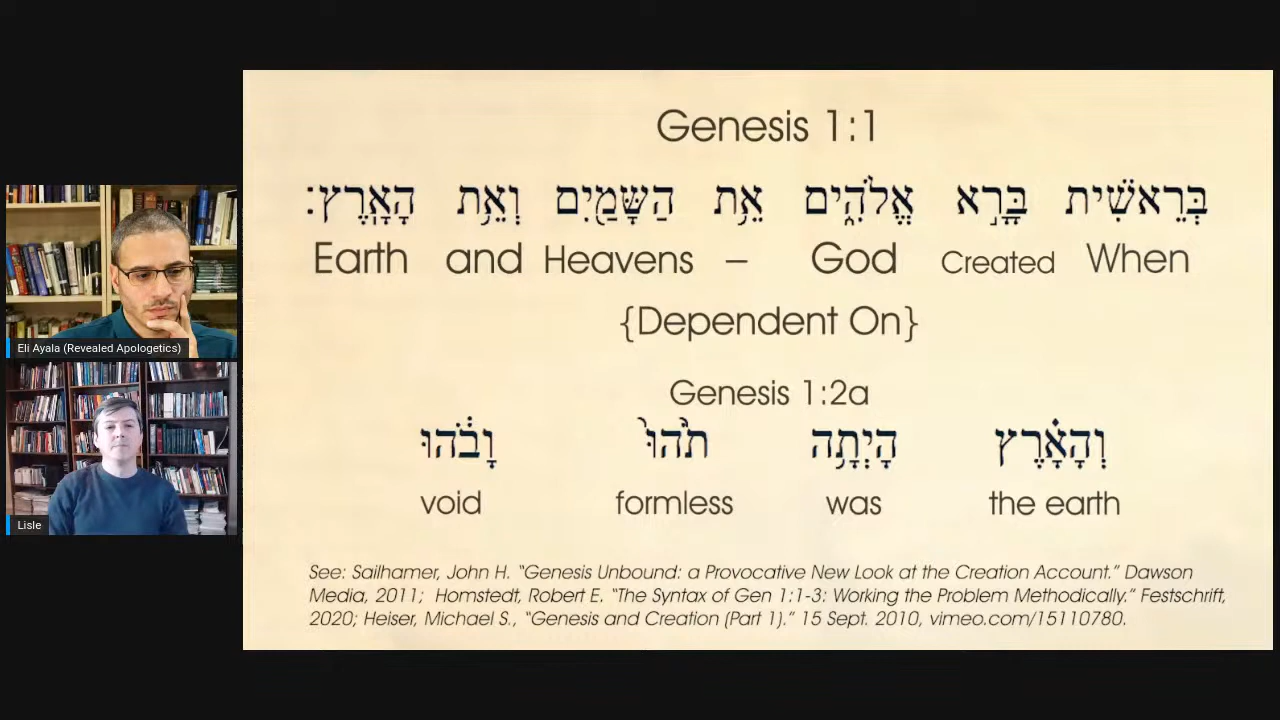 Genesis 1:1
בְּרֵאשִׁ֖ית בָּרָ֣א אֱלֹהִ֑ים אֵ֥ת הַשָּׁמַ֖יִם וְאֵ֥ת הָאָֽרֶץ׃
Earth and Heavens – God Created When
{Dependent On}
Genesis 1:2a
וְהָאָ֗רֶץ הָיְתָ֥ה תֹ֙הוּ֙ וָבֹ֔הוּ
void formless was the earth
See: Sailhamer, John H. “Genesis Unbound: a Provocative New Look at the Creation Account.” Dawson
Media, 2011; Homstedt, Robert E. “The Syntax of Gen 1:1-3: Working the Problem Methodically.” Festschrift,
2020; Heiser, Michael S., “Genesis and Creation (Part 1).” 15 Sept. 2010, vimeo.com/15110780.
Eli Ayala (Revealed Apologetics)
Lisle